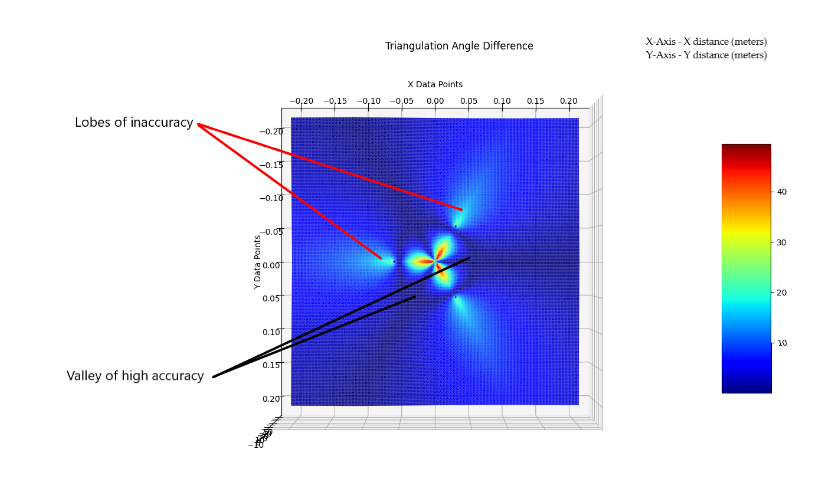 Triangulation Angle Difference
X-Axis - X distance (meters)
Y-Axis - Y distance (meters)
X Data Points
−0.20 −0.15 −0.10 −0.05 0.00 0.05 0.10 0.15 0.20
Lobes of inaccuracy
−0.20
−0.15
−0.10
−0.05
0.00
0.05
0.10
0.15
0.20
Y Data Points
Valley of high accuracy
−10
40
30
20
10